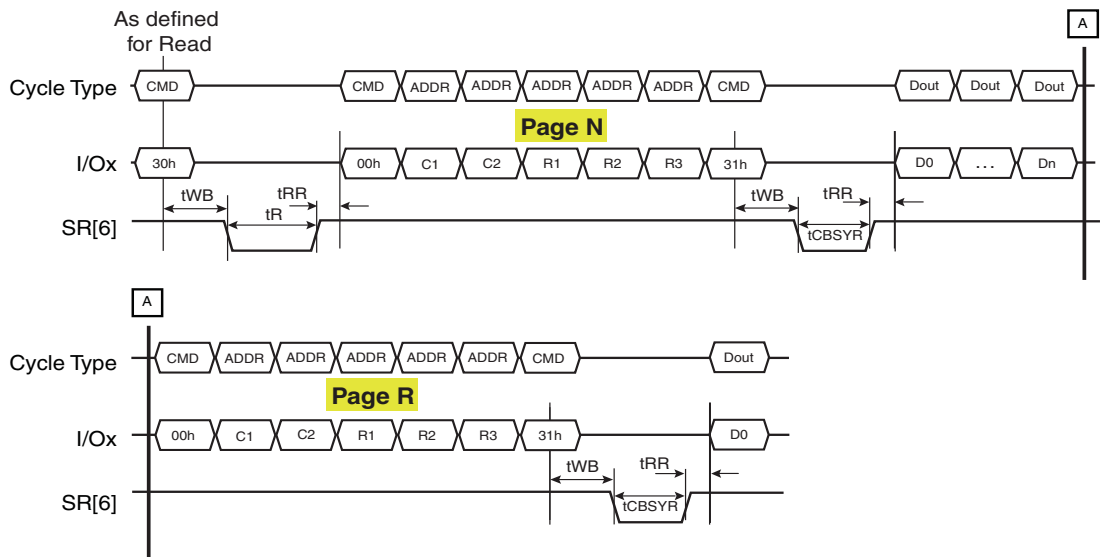 As defined
for Read
A
Cycle Type CMD CMD ADDR ADDR ADDR ADDR ADDR CMD Dout Dout Dout
Page N
I/Ox 30h 00h C1 C2 R1 R2 R3 31h D0 ... Dn
tWB tRR tWB tRR
tR
SR[6] tCBSYR
A
Cycle Type CMD ADDR ADDR ADDR ADDR ADDR CMD Dout
Page R
I/Ox 00h C1 C2 R1 R2 R3 31h D0
tWB tRR
SR[6] tCBSYR